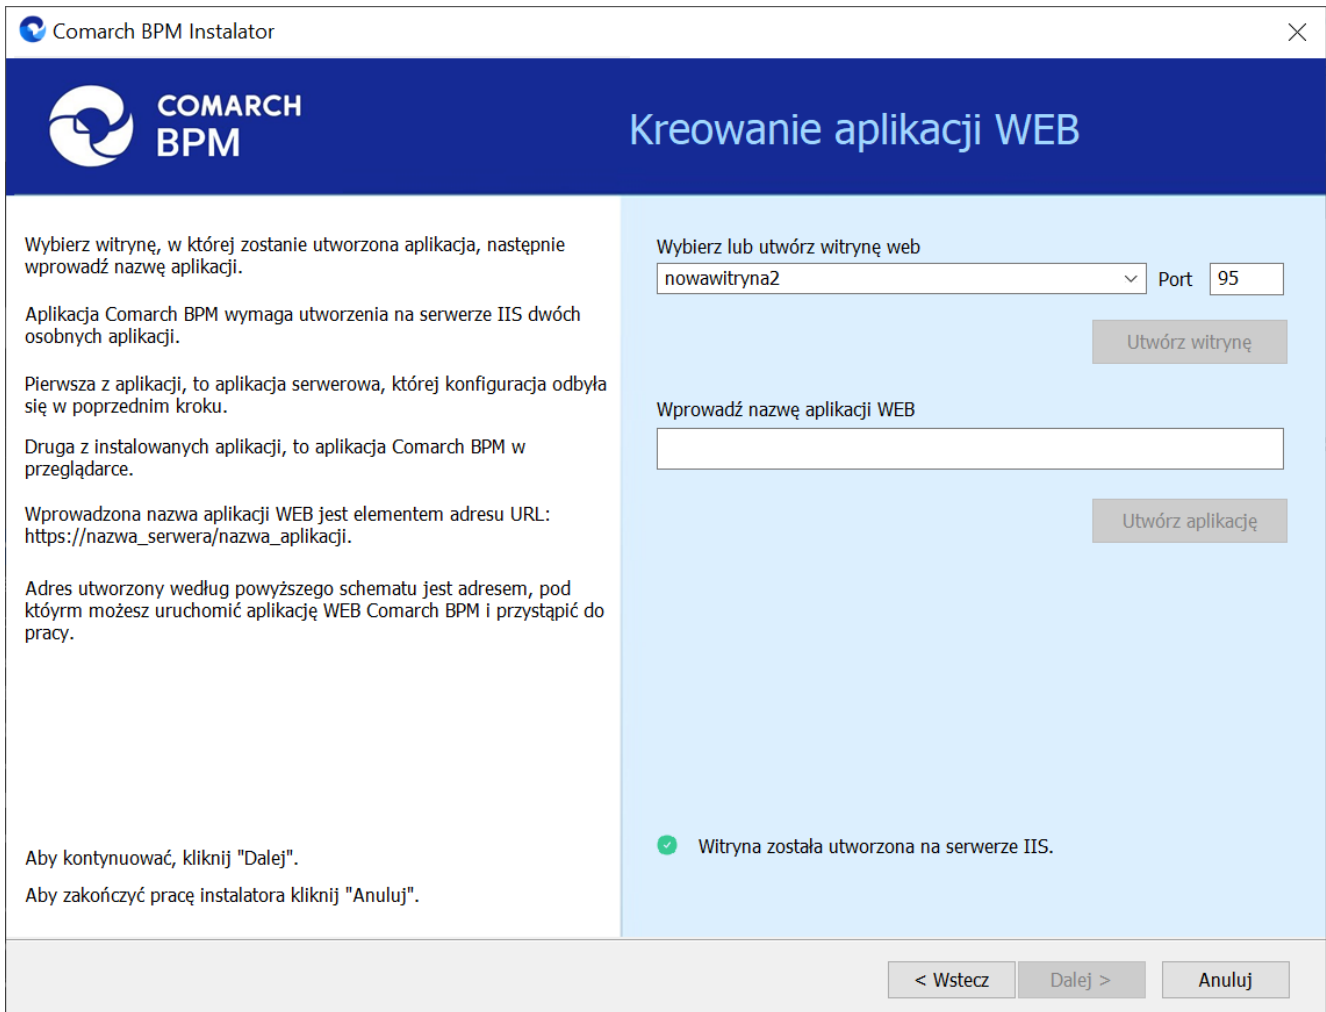 Comarch BPM Instalator
COMARCH
BPM
Kreowanie aplikacji WEB
Wybierz witrynę, w której zostanie utworzona aplikacja, następnie
wprowadź nazwę aplikacji.
Aplikacja Comarch BPM wymaga utworzenia na serwerze IIS dwóch
osobnych aplikacji.
Pierwsza z aplikacji, to aplikacja serwerowa, której konfiguracja odbyła
się w poprzednim kroku.
Druga z instalowanych aplikacji, to aplikacja Comarch BPM w
przeglądarce.
Wprowadzona nazwa aplikacji WEB jest elementem adresu URL:
https://nazwa_serwera/nazwa_aplikacji.
Adres utworzony według powyższego schematu jest adresem, pod
któyrm możesz uruchomić aplikację WEB Comarch BPM i przystąpić do
pracy.
Aby kontynuować, kliknij "Dalej".
Aby zakończyć pracę instalatora kliknij "Anuluj".
Wybierz lub utwórz witrynę web
nowawitryna2 Port 95
Utwórz witrynę
Wprowadź nazwę aplikacji WEB
Utwórz aplikację
Witryna została utworzona na serwerze IIS.
< Wstecz Dalej > Anuluj